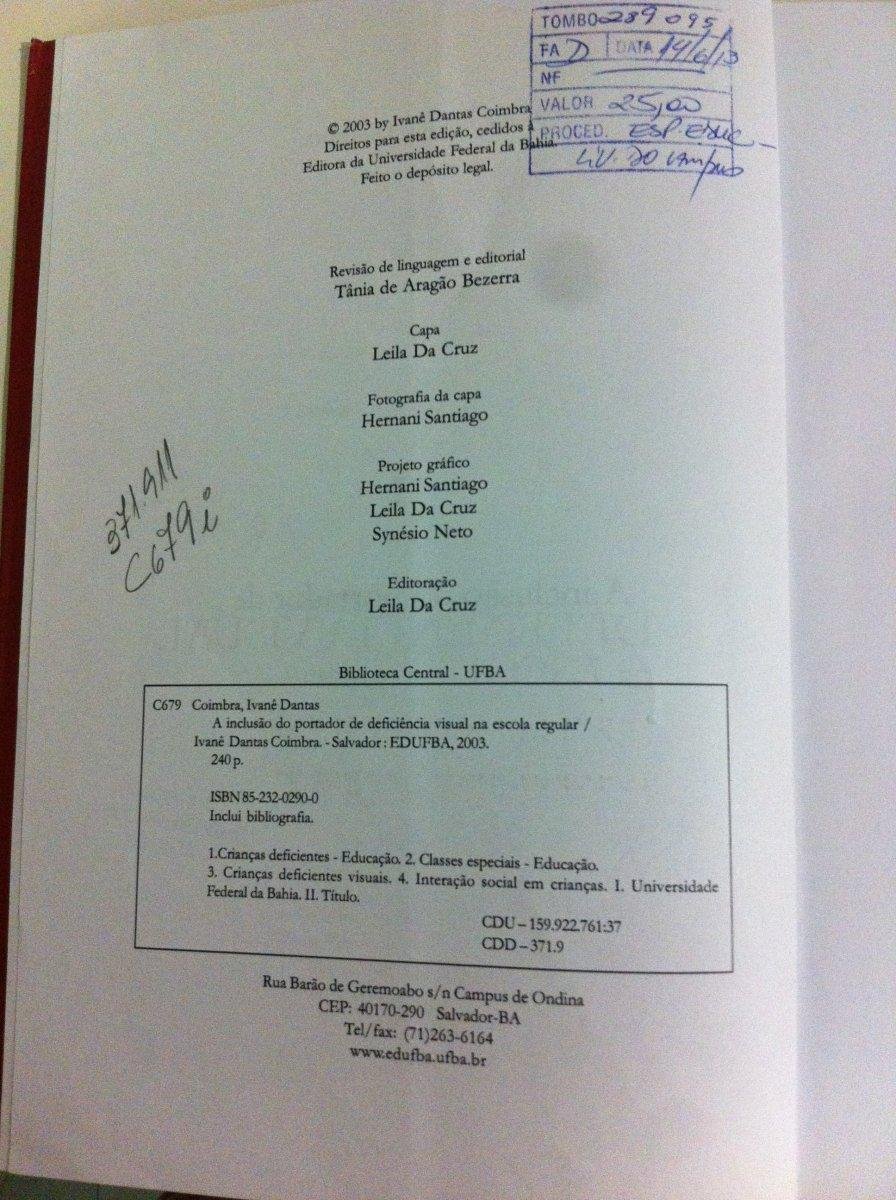 TOMBO 289 095
FA D DATA 14/6/13
NF
VALOR 25,00
PROCED. ESP. Educ
Liv. do Campus
© 2003 by Ivanê Dantas Coimbra
Direitos para esta edição, cedidos à
Editora da Universidade Federal da Bahia.
Feito o depósito legal.
Revisão de linguagem e editorial
Tânia de Aragão Bezerra
Capa
Leila Da Cruz
Fotografia da capa
Hernani Santiago
Projeto gráfico
Hernani Santiago
Leila Da Cruz
Synésio Neto
371.911
C679i
Editoração
Leila Da Cruz
Biblioteca Central - UFBA
C679 Coimbra, Ivanê Dantas
A inclusão do portador de deficiência visual na escola regular /
Ivanê Dantas Coimbra. - Salvador : EDUFBA, 2003.
240 p.
ISBN 85-232-0290-0
Inclui bibliografia.
1.Crianças deficientes - Educação. 2. Classes especiais - Educação.
3. Crianças deficientes visuais. 4. Interação social em crianças. I. Universidade
Federal da Bahia. II. Título.
CDU – 159.922.761:37
CDD – 371.9
Rua Barão de Geremoabo s/n Campus de Ondina
CEP: 40170-290 Salvador-BA
Tel/fax: (71)263-6164
www.edufba.ufba.br